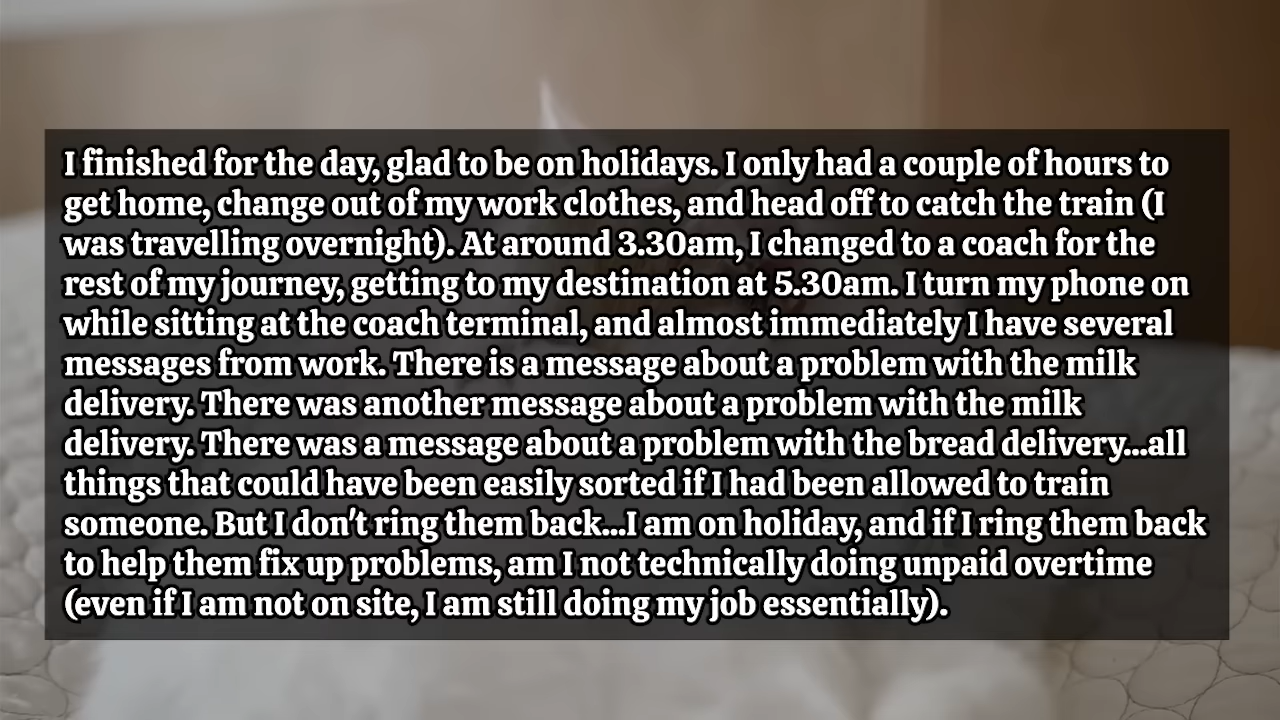 I finished for the day, glad to be on holidays. I only had a couple of hours to
get home, change out of my work clothes, and head off to catch the train (I
was travelling overnight). At around 3.30am, I changed to a coach for the
rest of my journey, getting to my destination at 5.30am. I turn my phone on
while sitting at the coach terminal, and almost immediately I have several
messages from work. There is a message about a problem with the milk
delivery. There was another message about a problem with the milk
delivery. There was a message about a problem with the bread delivery...all
things that could have been easily sorted if I had been allowed to train
someone. But I don't ring them back...I am on holiday, and if I ring them back
to help them fix up problems, am I not technically doing unpaid overtime
(even if I am not on site, I am still doing my job essentially).